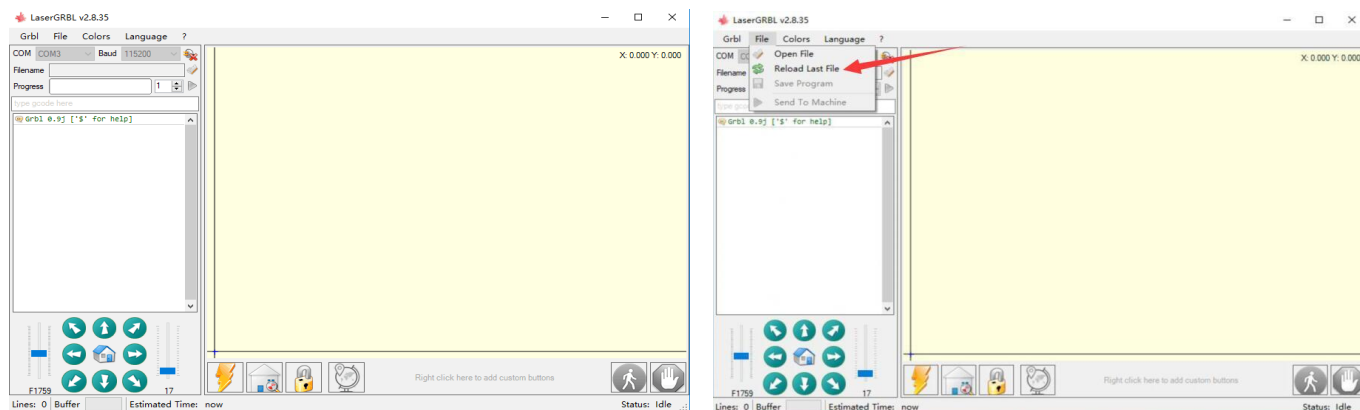 LaserGRBL v2.8.35
Grbl File Colors Language ?
COM COM3 Baud 115200
Filename
Progress 1
type gcode here
Grbl 0.9j ['$' for help]
X: 0.000 Y: 0.000
F1759
17
Right click here to add custom buttons
Lines: 0 Buffer Estimated Time: now
Status: Idle
LaserGRBL v2.8.35
Grbl File Colors Language ?
COM
Open File
Filename
Reload Last File
Progress
Save Program
Send To Machine
Grbl 0.9j ['$' for help]
X: 0.000 Y: 0.000
F1759
17
Right click here to add custom buttons
Lines: 0 Buffer Estimated Time: now
Status: Idle